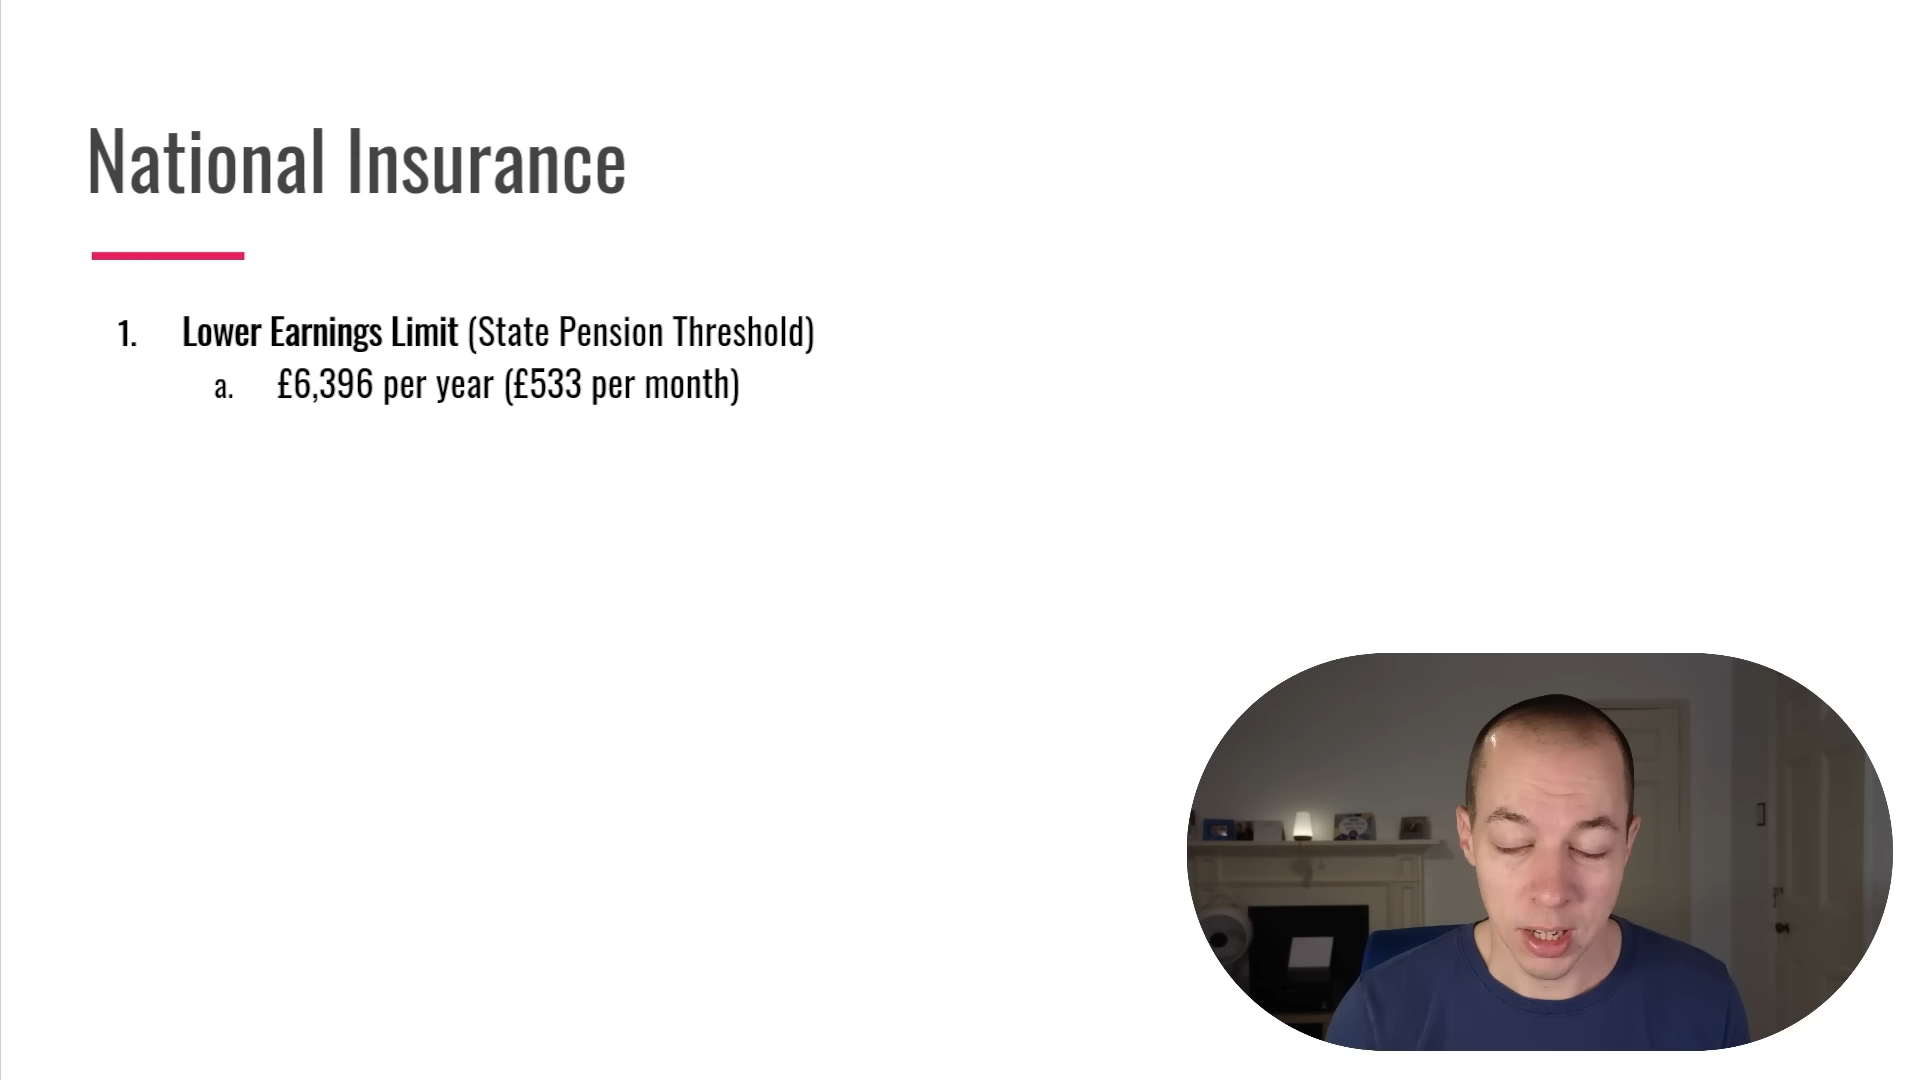 National Insurance
1. Lower Earnings Limit (State Pension Threshold)
a. £6,396 per year (£533 per month)